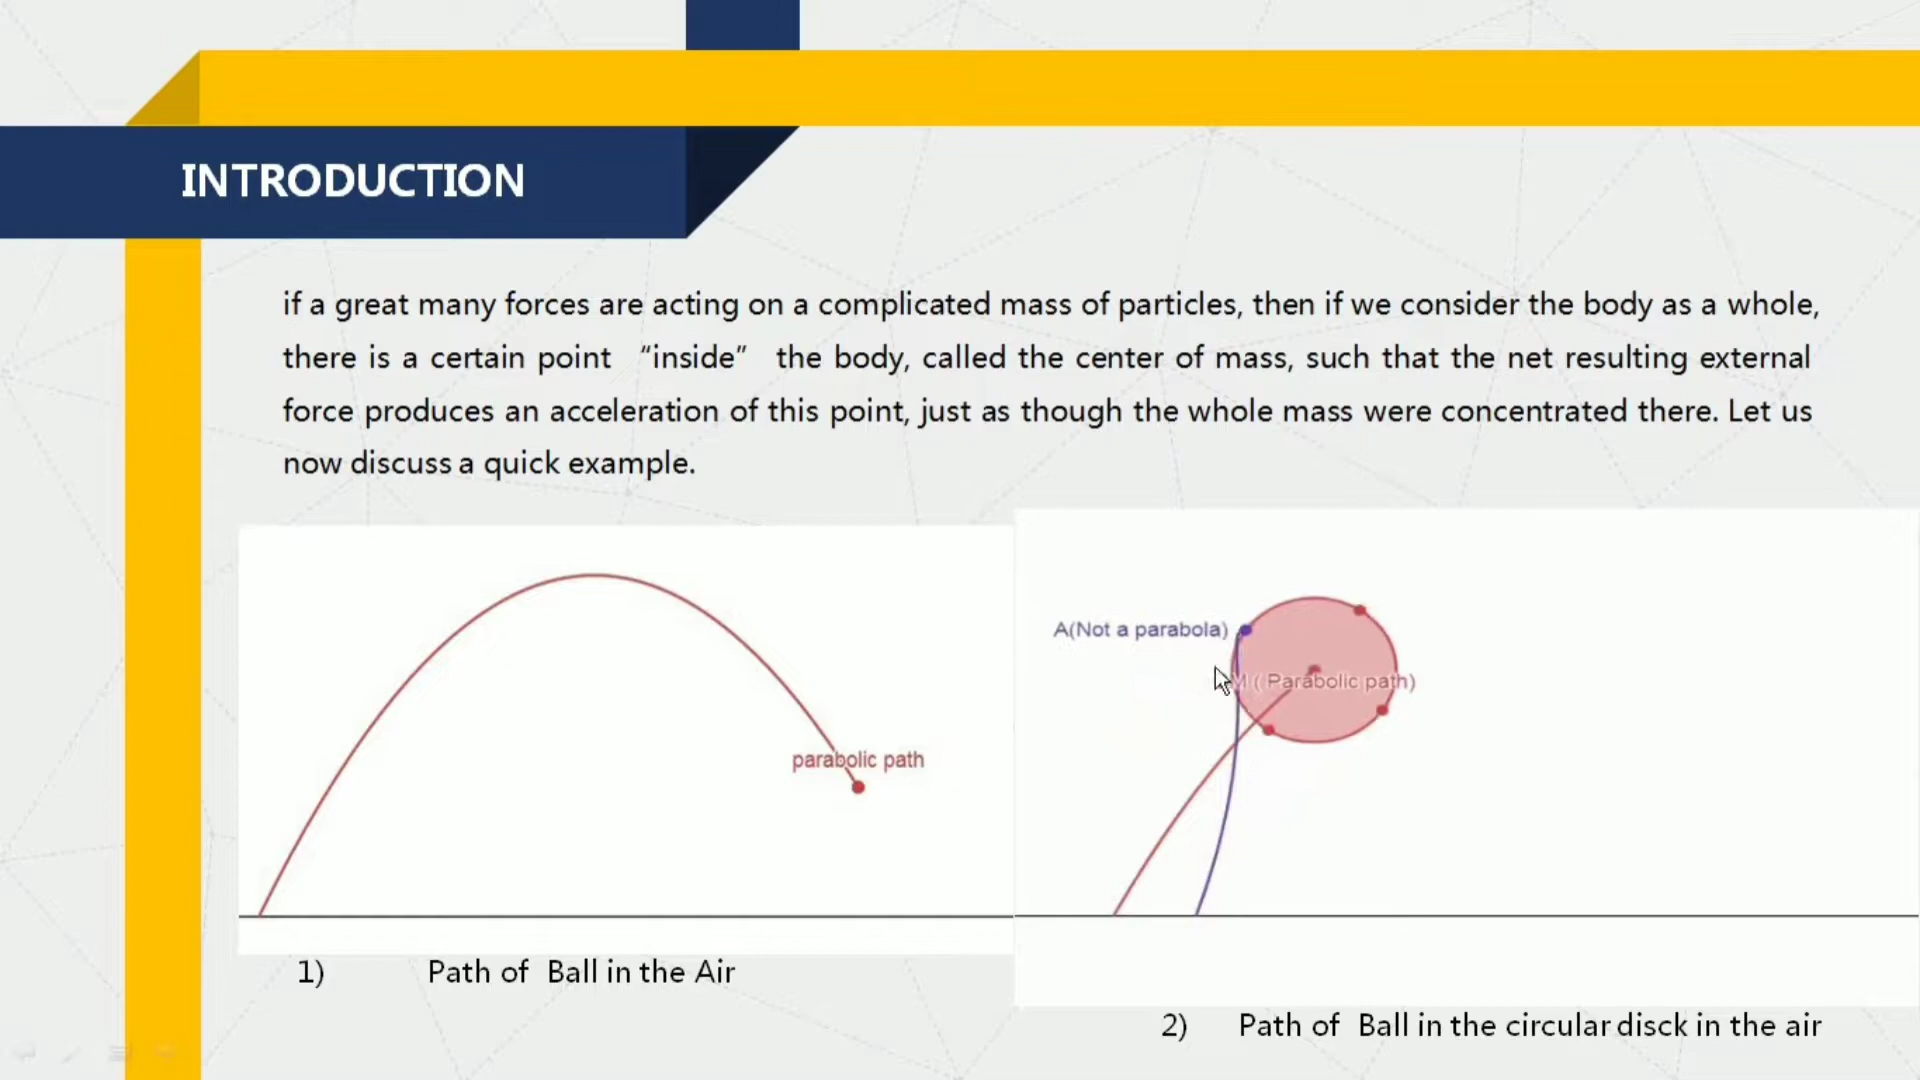 INTRODUCTION
if a great many forces are acting on a complicated mass of particles, then if we consider the body as a whole,
there is a certain point “inside” the body, called the center of mass, such that the net resulting external
force produces an acceleration of this point, just as though the whole mass were concentrated there. Let us
now discuss a quick example.
A(Not a parabola)
M ( Parabolic path)
parabolic path
1) Path of Ball in the Air
2) Path of Ball in the circular disck in the air